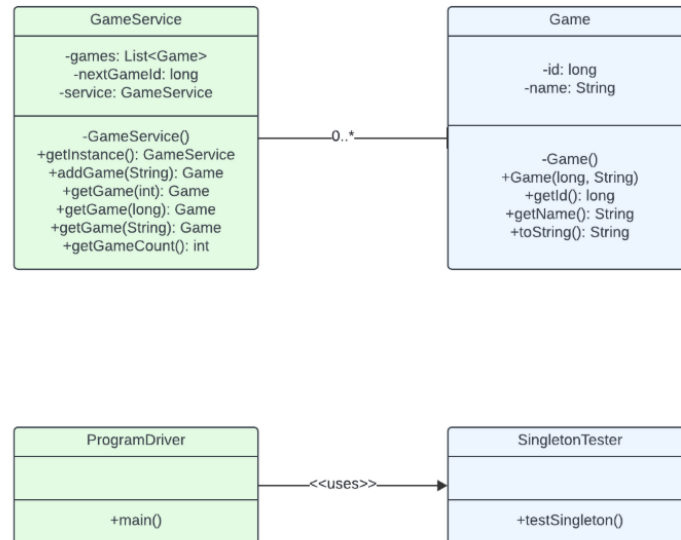 GameService
-games: List<Game>
-nextGameId: long
-service: GameService
-GameService()
+getInstance(): GameService
+addGame(String): Game
+getGame(int): Game
+getGame(long): Game
+getGame(String): Game
+getGameCount(): int
0..*
Game
-id: long
-name: String
-Game()
+Game(long, String)
+getId(): long
+getName(): String
+toString(): String
ProgramDriver
+main()
<<uses>>
SingletonTester
+testSingleton()